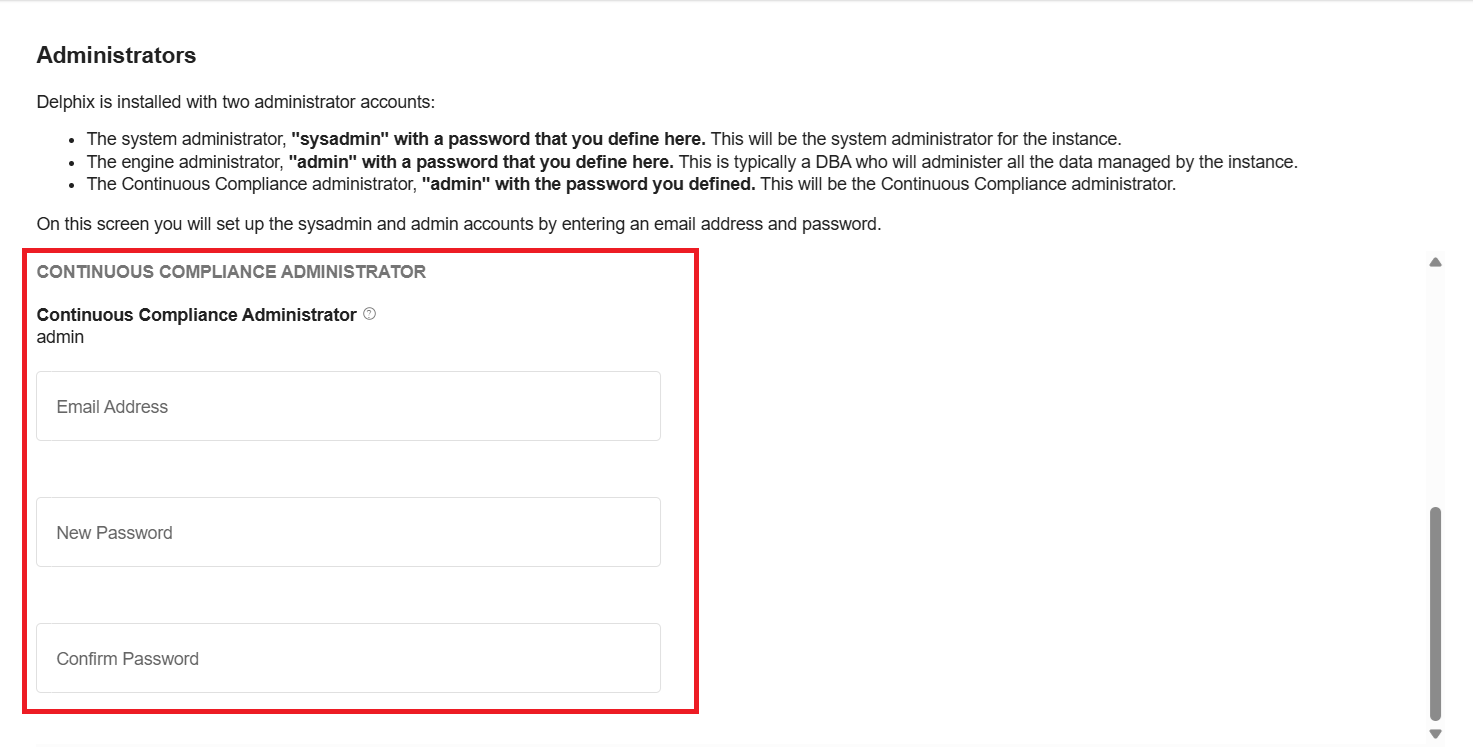 Administrators
Delphix is installed with two administrator accounts:
• The system administrator, "sysadmin" with a password that you define here. This will be the system administrator for the instance.
• The engine administrator, "admin" with a password that you define here. This is typically a DBA who will administer all the data managed by the instance.
• The Continuous Compliance administrator, "admin" with the password you defined. This will be the Continuous Compliance administrator.
On this screen you will set up the sysadmin and admin accounts by entering an email address and password.
CONTINUOUS COMPLIANCE ADMINISTRATOR
Continuous Compliance Administrator ?
admin
Email Address
New Password
Confirm Password